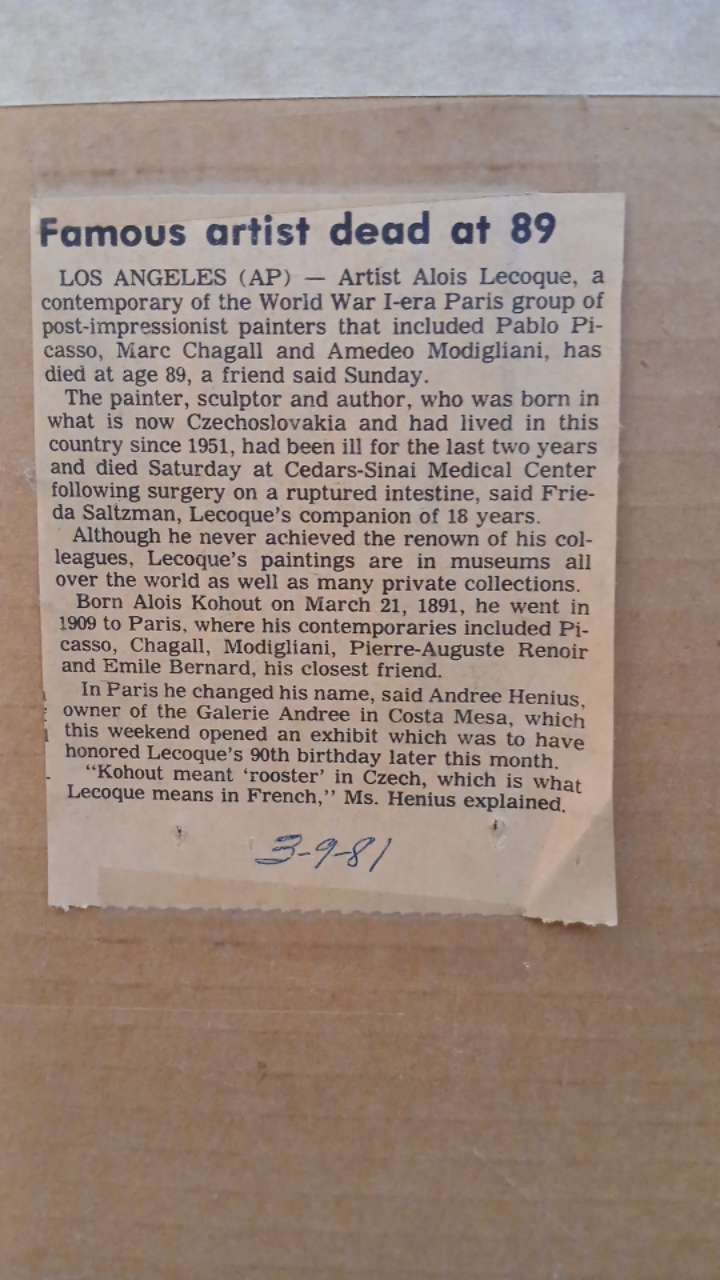 Famous artist dead at 89
LOS ANGELES (AP) — Artist Alois Lecoque, a
contemporary of the World War I-era Paris group of
post-impressionist painters that included Pablo Pi-
casso, Marc Chagall and Amedeo Modigliani, has
died at age 89, a friend said Sunday.
The painter, sculptor and author, who was born in
what is now Czechoslovakia and had lived in this
country since 1951, had been ill for the last two years
and died Saturday at Cedars-Sinai Medical Center
following surgery on a ruptured intestine, said Frie-
da Saltzman, Lecoque's companion of 18 years.
Although he never achieved the renown of his col-
leagues, Lecoque's paintings are in museums all
over the world as well as many private collections.
Born Alois Kohout on March 21, 1891, he went in
1909 to Paris, where his contemporaries included Pi-
casso, Chagall, Modigliani, Pierre-Auguste Renoir
and Emile Bernard, his closest friend.
In Paris he changed his name, said Andree Henius,
owner of the Galerie Andree in Costa Mesa, which
this weekend opened an exhibit which was to have
honored Lecoque's 90th birthday later this month.
"Kohout meant 'rooster' in Czech, which is what
Lecoque means in French," Ms. Henius explained.
3-9-81